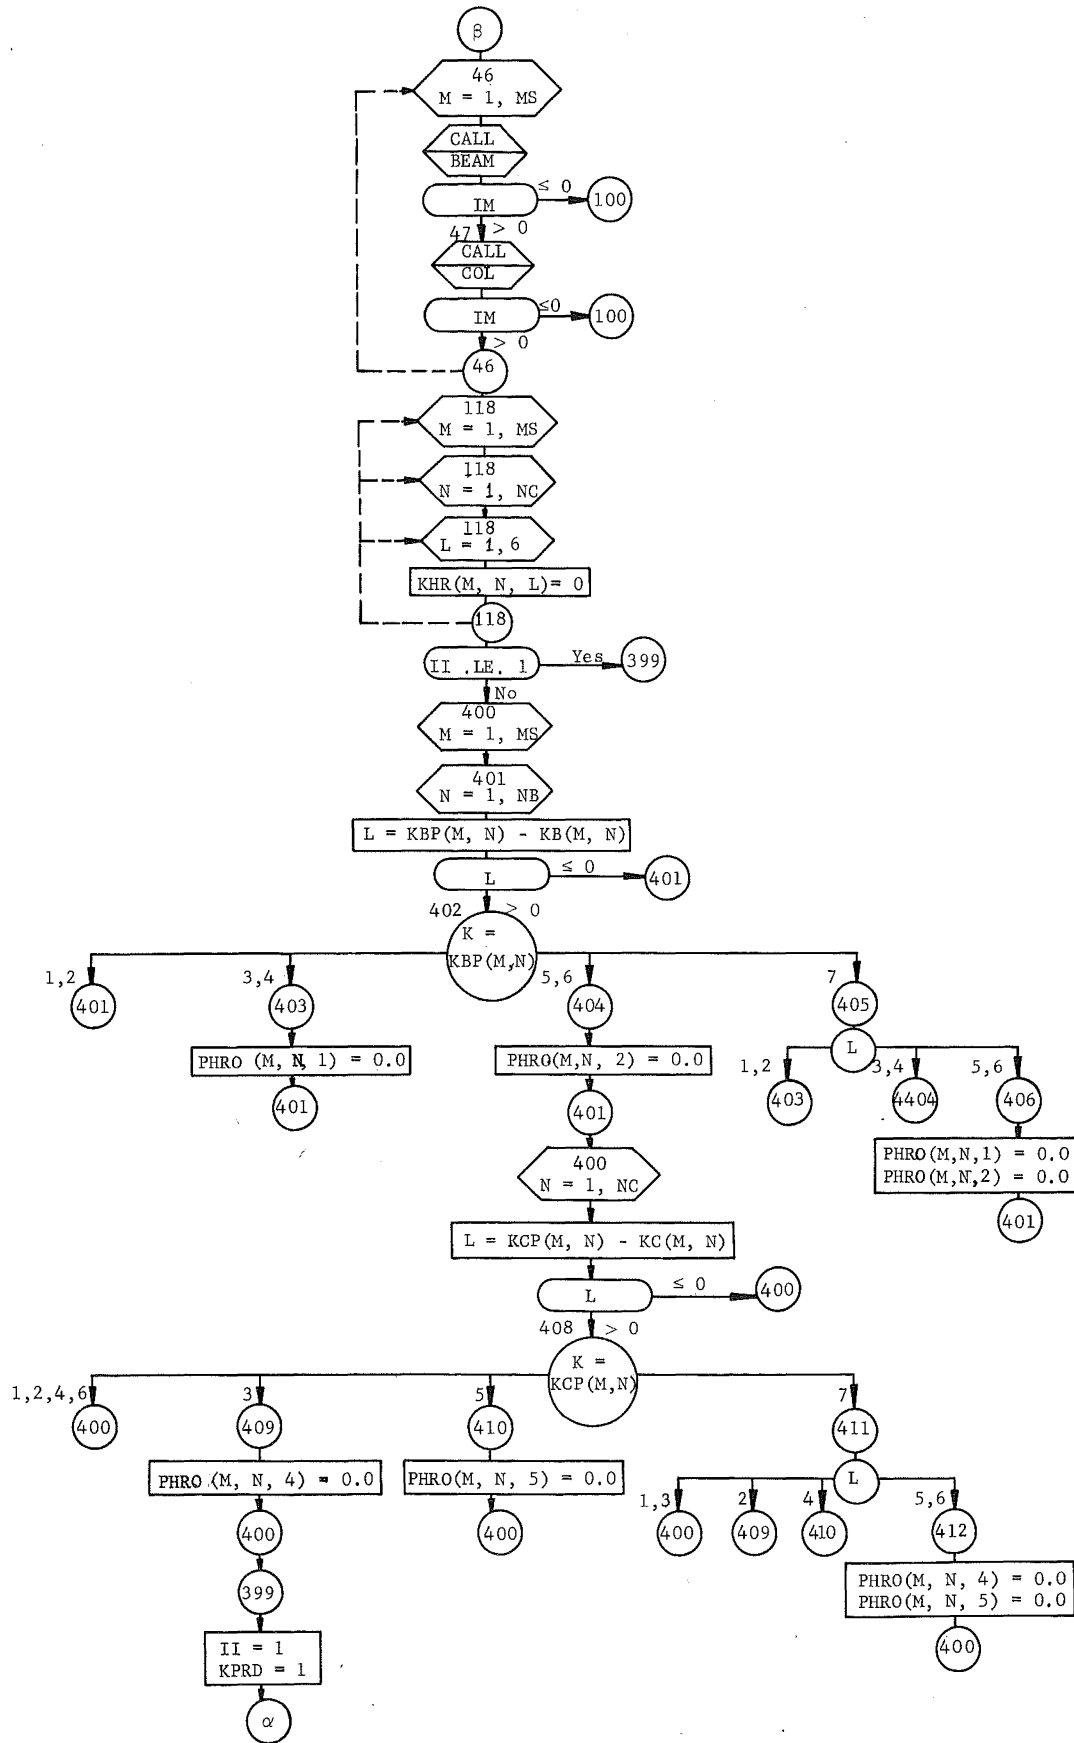 β
46
M = 1, MS
CALL
BEAM
≤ 0
IM
100
> 0
47
CALL
COL
≤0
IM
100
> 0
46
118
M = 1, MS
118
N = 1, NC
118
L = 1,6
KHR(M, N, L)= 0
118
II .LE. 1
Yes
399
No
400
M = 1, MS
401
N = 1, NB
L = KBP(M, N) - KB(M, N)
≤ 0
L
401
402
> 0
K =
KBP(M,N)
1,2
3,4
5,6
7
401
403
404
405
PHRO (M, N, 1) = 0.0
PHRO(M,N, 2) = 0.0
L
1,2
3,4
5,6
401
401
403
4404
406
PHRO(M,N,1) = 0.0
PHRO(M,N,2) = 0.0
401
400
N = 1, NC
L = KCP(M, N) - KC(M, N)
≤ 0
L
400
408
> 0
K =
KCP(M,N)
1,2,4,6
3
5
7
400
409
410
411
PHRO (M, N, 4) = 0.0
PHRO(M, N, 5) = 0.0
L
1,3
2
4
5,6
400
400
400
409
410
412
PHRO(M, N, 4) = 0.0
PHRO(M, N, 5) = 0.0
400
399
II = 1
KPRD = 1
α